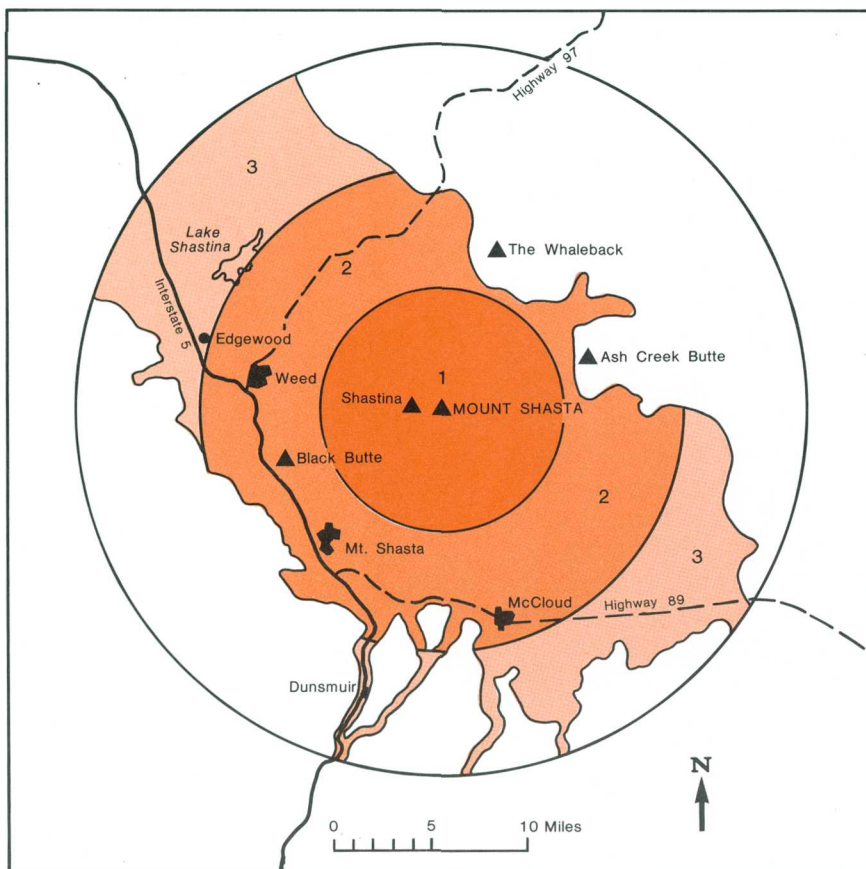 Highway 97
3
Lake
Shastina
2
The Whaleback
Interstate 5
Edgewood
Ash Creek Butte
Weed
1
Shastina
MOUNT SHASTA
Black Butte
2
Mt. Shasta
3
McCloud
Highway 89
Dunsmuir
N
0 5 10 Miles